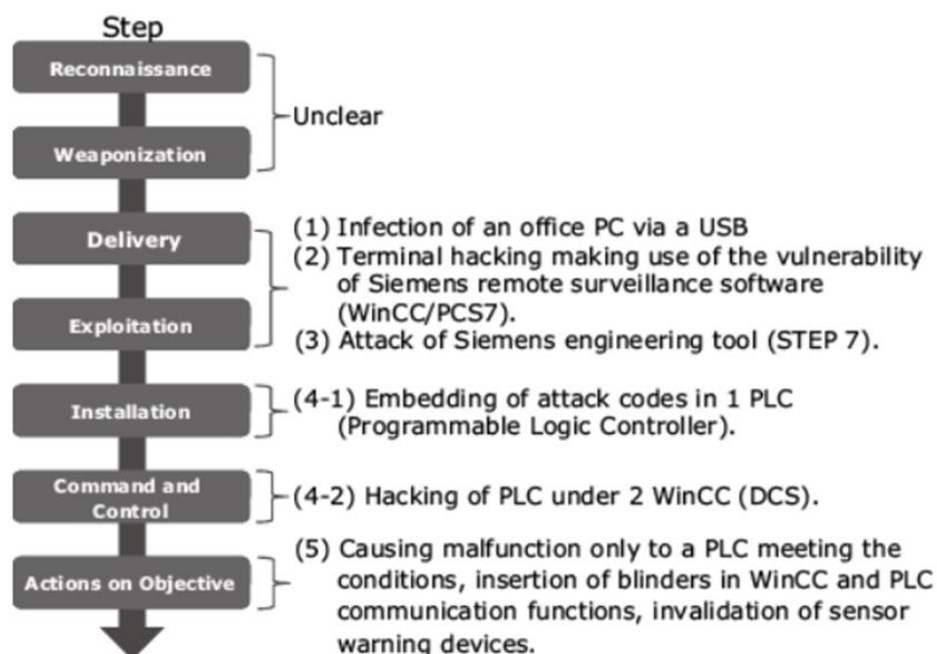 Step
Reconnaissance
Unclear
Weaponization
Delivery
(1) Infection of an office PC via a USB
(2) Terminal hacking making use of the vulnerability
of Siemens remote surveillance software
(WinCC/PCS7).
Exploitation
(3) Attack of Siemens engineering tool (STEP 7).
Installation
(4-1) Embedding of attack codes in 1 PLC
(Programmable Logic Controller).
Command and
Control
(4-2) Hacking of PLC under 2 WinCC (DCS).
Actions on Objective
(5) Causing malfunction only to a PLC meeting the
conditions, insertion of blinders in WinCC and PLC
communication functions, invalidation of sensor
warning devices.